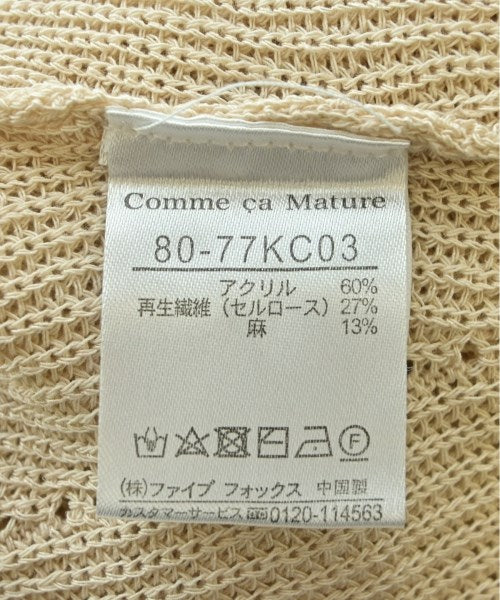 Comme ça Mature
80-77KC03
アクリル 60%
再生繊維（セルロース）27%
麻 13%
F
（株）ファイブ フォックス 中国製
カスタマーサービス 0120-114563